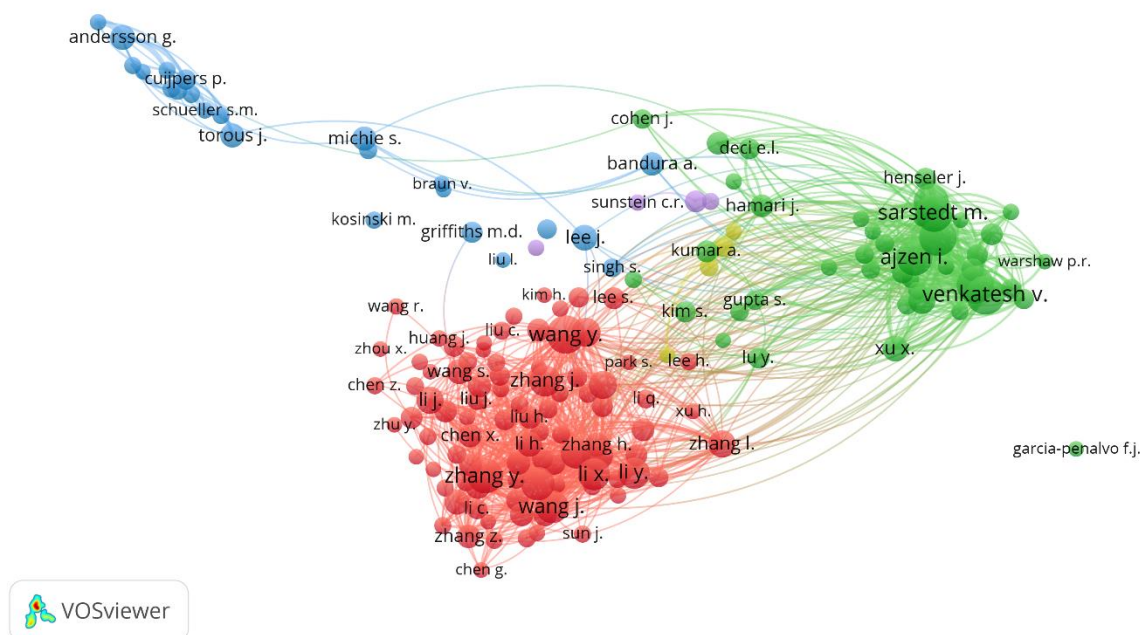 andersson g.
cuijpers p.
schueller s.m.
torous j.
michie s.
cohen j.
deci e.l.
bandura a.
henseler j.
braun v.
sunstein c.r.
hamari j.
sarstedt m.
kosinski m.
griffiths m.d.
lee j.
kumar a.
ajzen i.
warshaw p.r.
liu l.
singh s.
venkatesh v.
kim h.
lee s.
gupta s.
wang r.
kim s.
liu c.
wang y.
huang j.
zhou x.
xu x.
park s.
lee h.
lu y.
wang s.
zhang j.
chen z.
li j.
liu j.
li q.
xu h.
liu h.
zhu y.
chen x.
li h.
zhang h.
zhang l.
garcia-penalvo f.j.
zhang y.
li x.
li y.
li c.
wang j.
zhang z.
sun j.
chen g.
VOSviewer